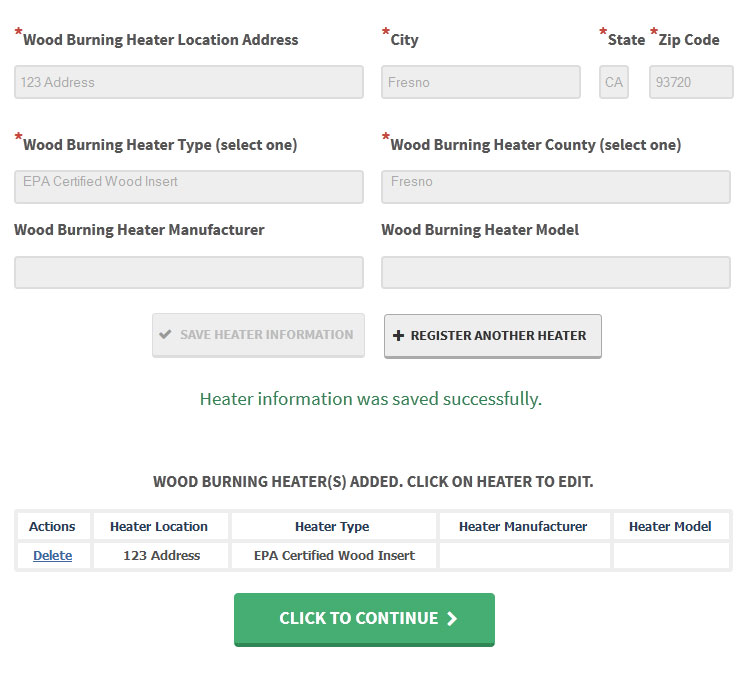 *Wood Burning Heater Location Address *City *State *Zip Code
123 Address Fresno CA 93720
*Wood Burning Heater Type (select one) *Wood Burning Heater County (select one)
EPA Certified Wood Insert Fresno
Wood Burning Heater Manufacturer Wood Burning Heater Model
SAVE HEATER INFORMATION REGISTER ANOTHER HEATER
Heater information was saved successfully.
WOOD BURNING HEATER(S) ADDED. CLICK ON HEATER TO EDIT.
Actions Heater Location Heater Type Heater Manufacturer Heater Model
Delete 123 Address EPA Certified Wood Insert
CLICK TO CONTINUE